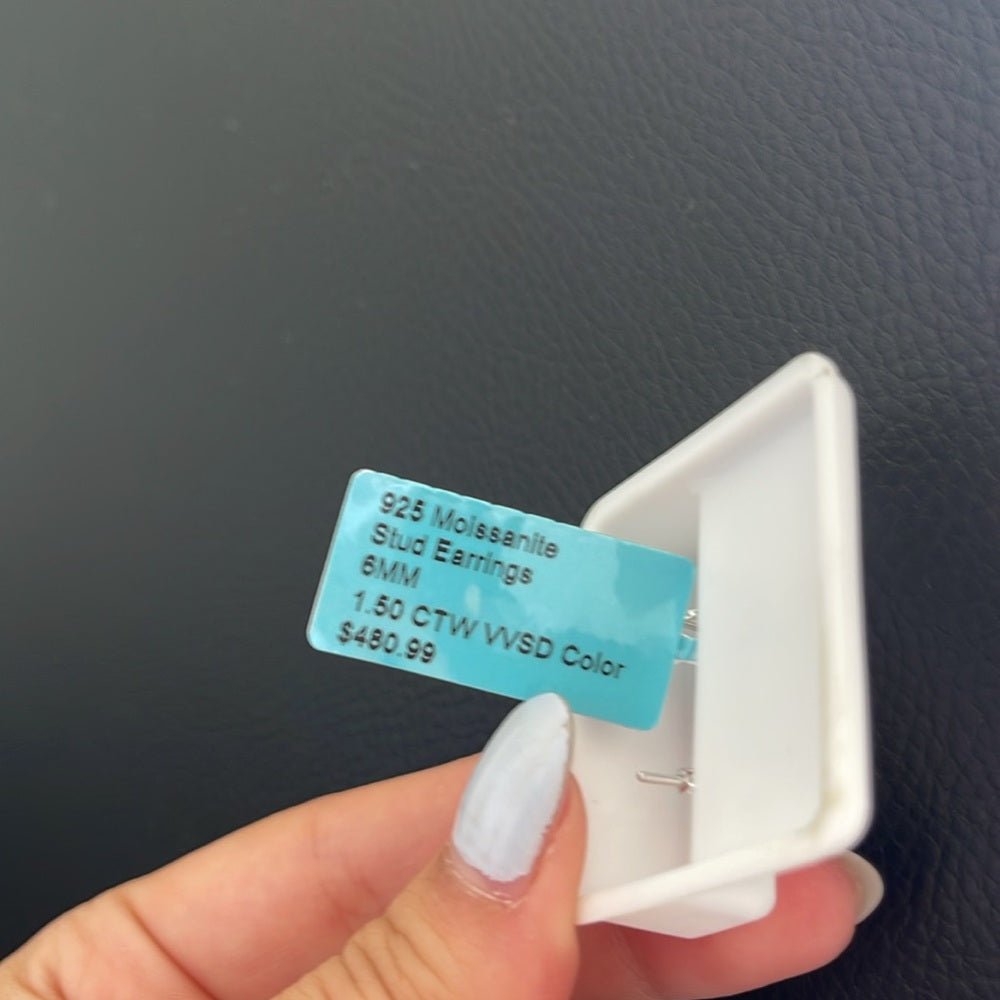 925 Moissanite
Stud Earrings
6MM
1.50 CTW VVSD Color
$480.99